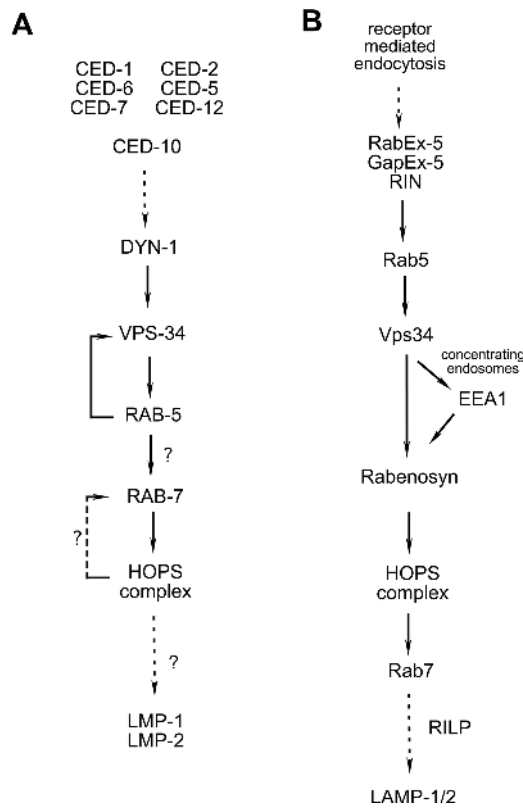 A
CED-1 CED-2
CED-6 CED-5
CED-7 CED-12
CED-10
DYN-1
VPS-34
RAB-5
?
RAB-7
?
HOPS
complex
?
LMP-1
LMP-2
B
receptor
mediated
endocytosis
RabEx-5
GapEx-5
RIN
Rab5
Vps34
concentrating
endosomes
EEA1
Rabenosyn
HOPS
complex
Rab7
RILP
LAMP-1/2